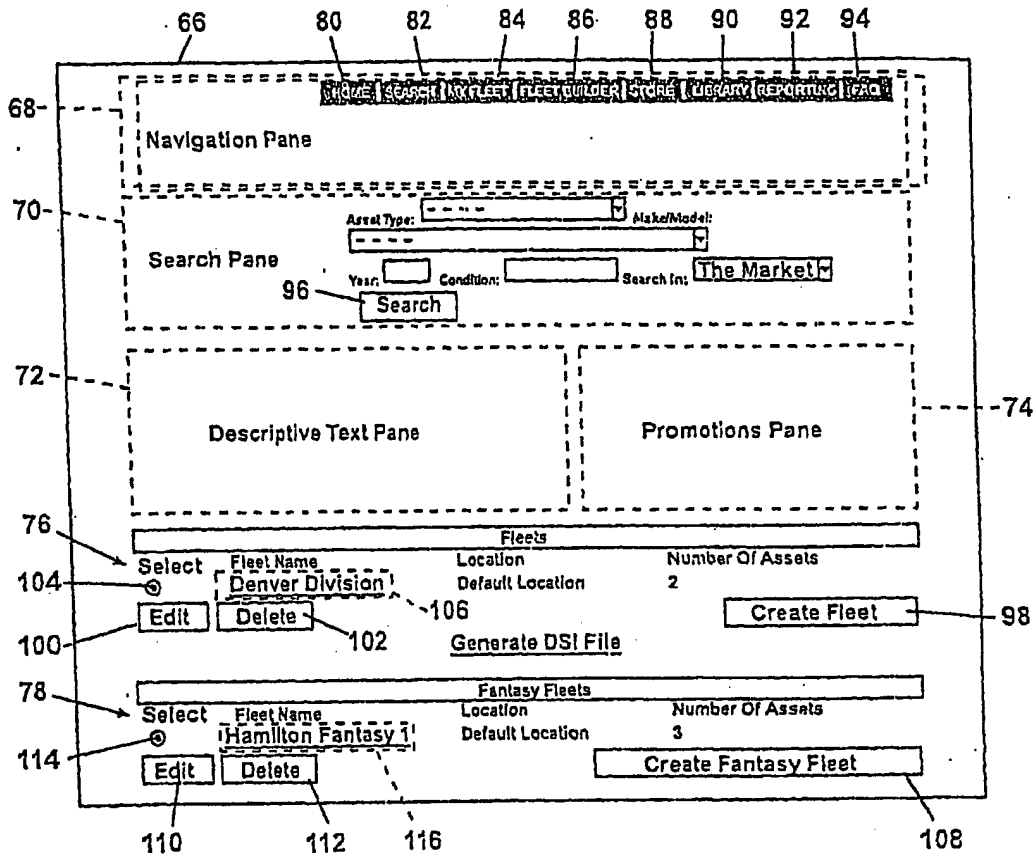 80 82 84 86 88 90 92 94
66
HOME SEARCH MY FLEET FLEET BUILDER STORE LIBRARY REPORTING FAQ
68
Navigation Pane
70
Asset Type: Make/Model:
Search Pane
Year: Condition: Search In: The Market
96
Search
72
74
Descriptive Text Pane Promotions Pane
76
Fleets
Select Fleet Name Location Number Of Assets
104 Denver Division Default Location 2
106
Edit Delete Create Fleet 98
100 102
Generate DSI File
78
Fantasy Fleets
Select Fleet Name Location Number Of Assets
114 Hamilton Fantasy 1 Default Location 3
Edit Delete Create Fantasy Fleet
110 112 116 108